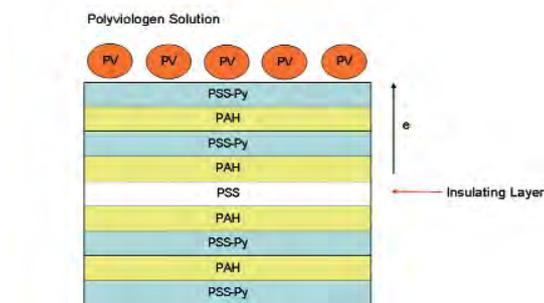 Polyviologen Solution
PV PV PV PV PV
PSS-Py
PAH
PSS-Py
e
PAH
PSS
Insulating Layer
PAH
PSS-Py
PAH
PSS-Py